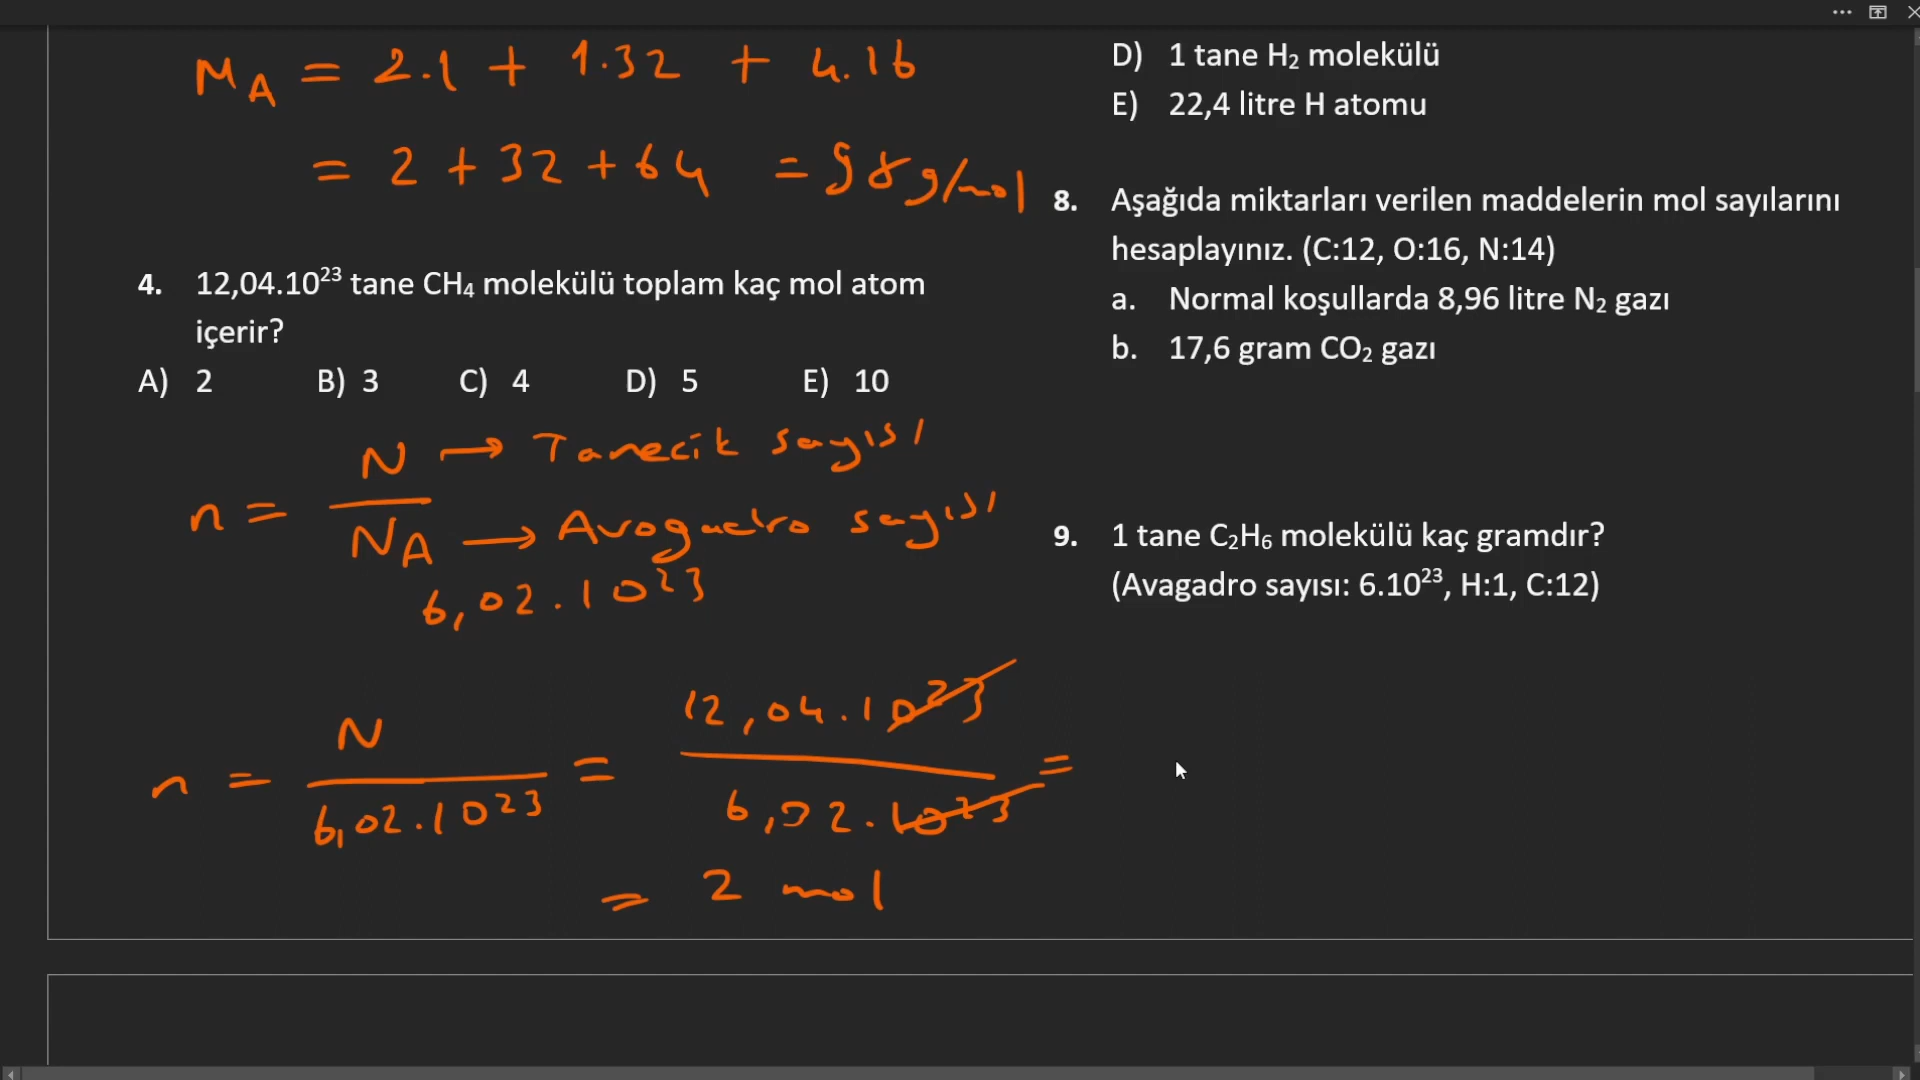 M_A = 2.1 + 1.32 + 4.16
= 2 + 32 + 64 = 98 g/mol
4. 12,04.10²³ tane CH₄ molekülü toplam kaç mol atom
içerir?
A) 2 B) 3 C) 4 D) 5 E) 10
N → Tanecik sayısı
n =
N_A → Avogadro sayısı
6,02.10²³
N 12,04.10²³
n = = =
6,02.10²³ 6,02.10²³
= 2 mol
D) 1 tane H₂ molekülü
E) 22,4 litre H atomu
8. Aşağıda miktarları verilen maddelerin mol sayılarını
hesaplayınız. (C:12, O:16, N:14)
a. Normal koşullarda 8,96 litre N₂ gazı
b. 17,6 gram CO₂ gazı
9. 1 tane C₂H₆ molekülü kaç gramdır?
(Avagadro sayısı: 6.10²³, H:1, C:12)